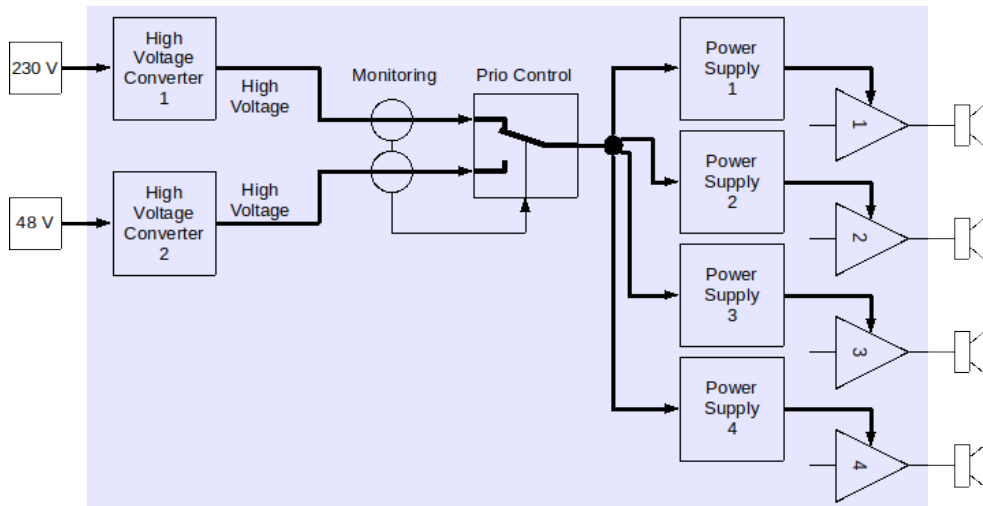 230 V
High
Voltage
Converter
1
High
Voltage
48 V
High
Voltage
Converter
2
High
Voltage
Monitoring
Prio Control
Power
Supply
1
1
Power
Supply
2
2
Power
Supply
3
3
Power
Supply
4
4